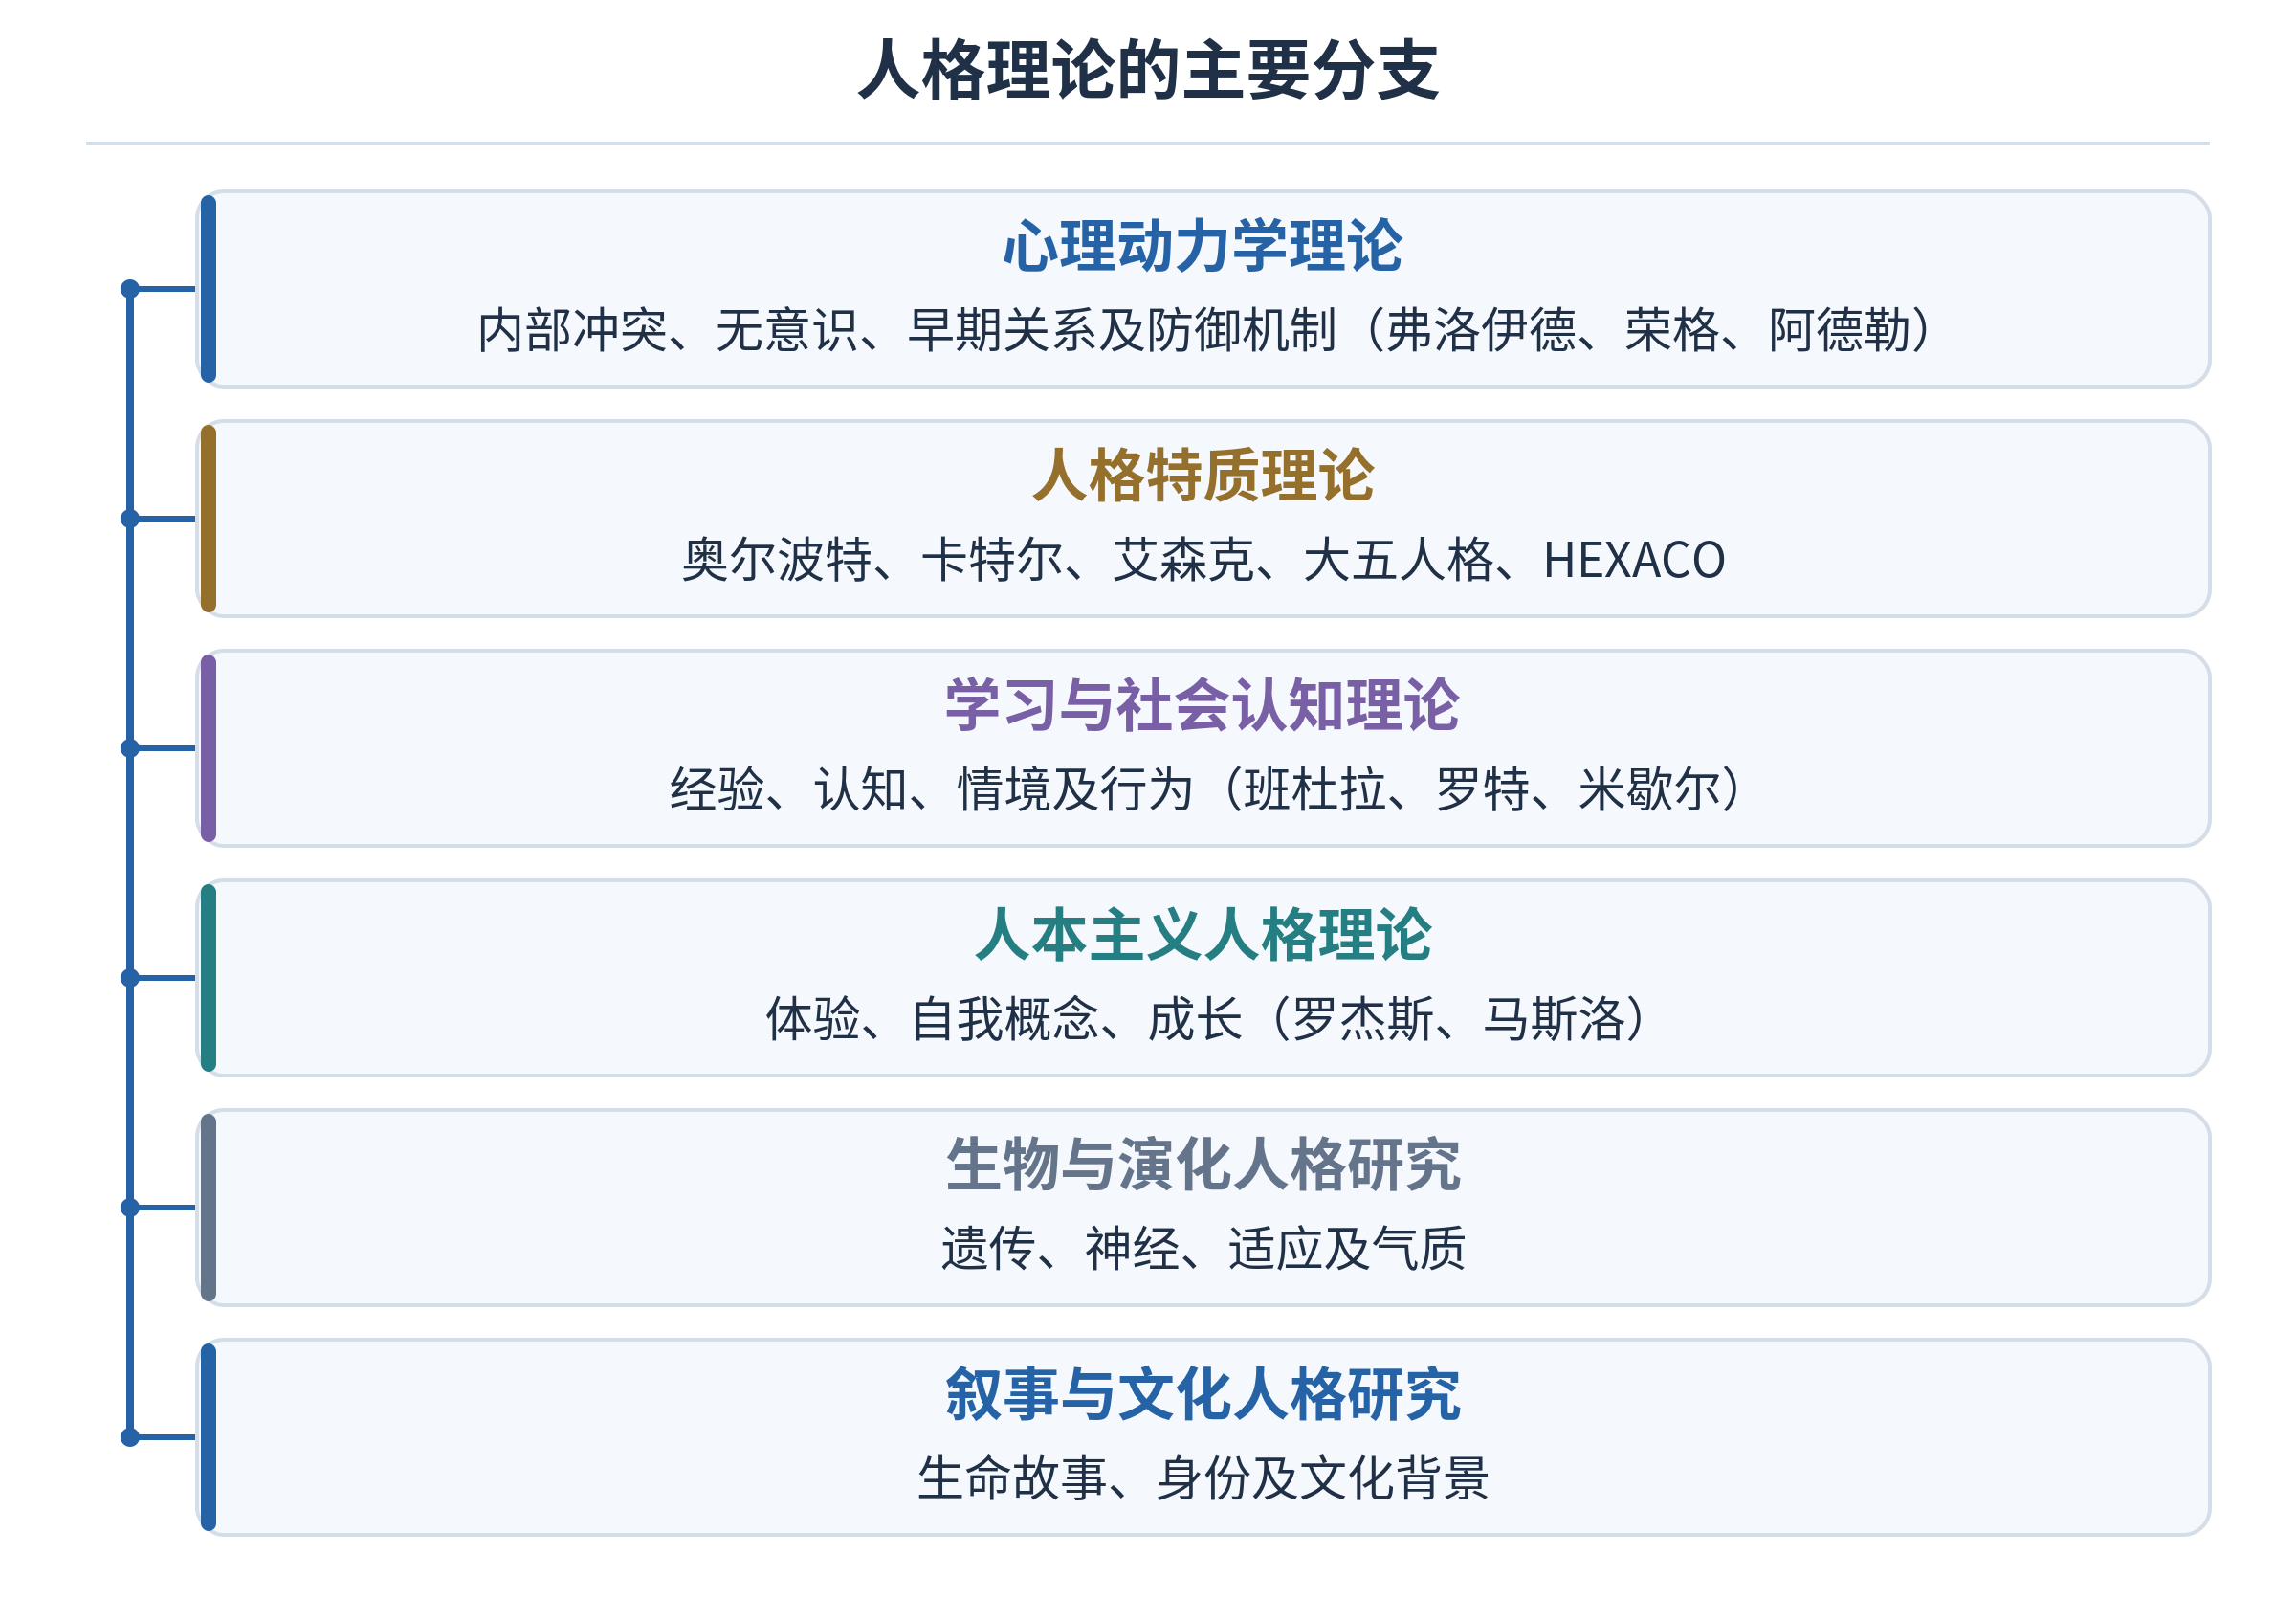 人格理论的主要分支
心理动力学理论
内部冲突、无意识、早期关系及防御机制（弗洛伊德、荣格、阿德勒）
人格特质理论
奥尔波特、卡特尔、艾森克、大五人格、HEXACO
学习与社会认知理论
经验、认知、情境及行为（班杜拉、罗特、米歇尔）
人本主义人格理论
体验、自我概念、成长（罗杰斯、马斯洛）
生物与演化人格研究
遗传、神经、适应及气质
叙事与文化人格研究
生命故事、身份及文化背景